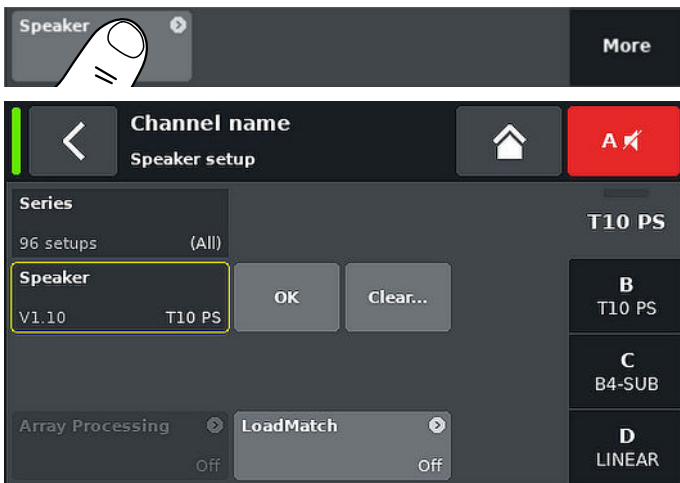 Speaker
More
Channel name
Speaker setup
A
Series
96 setups (All)
T10 PS
Speaker
V1.10 T10 PS
OK
Clear...
B
T10 PS
C
B4-SUB
Array Processing
Off
LoadMatch
Off
D
LINEAR